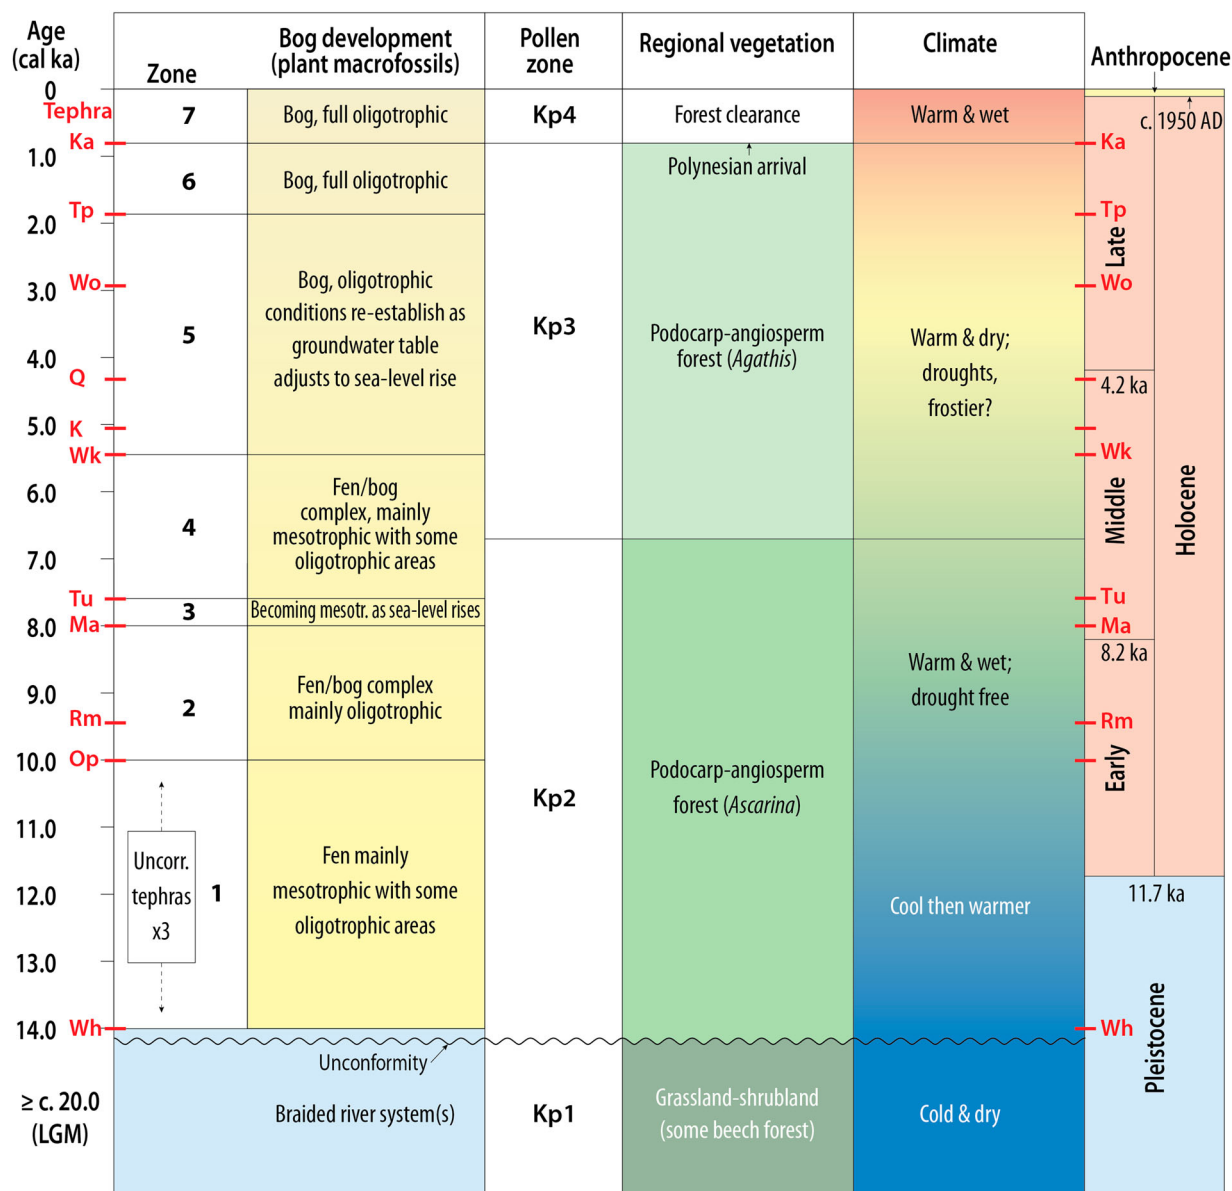 Age
(cal ka)
Zone
Bog development
(plant macrofossils)
Pollen
zone
Regional vegetation
Climate
Anthropocene
0
Tephra
7
Bog, full oligotrophic
Kp4
Forest clearance
Warm & wet
c. 1950 AD
Ka
Ka
1.0
6
Bog, full oligotrophic
Polynesian arrival
Tp
Tp
2.0
Late
Wo
Wo
3.0
5
Bog, oligotrophic
conditions re-establish as
groundwater table
adjusts to sea-level rise
Kp3
Podocarp-angiosperm
forest (Agathis)
Warm & dry;
droughts,
frostier?
4.0
Q
4.2 ka
5.0
K
Wk
Wk
6.0
4
Fen/bog
complex, mainly
mesotrophic with some
oligotrophic areas
Middle
Holocene
7.0
Tu
Tu
3
Becoming mesotr. as sea-level rises
8.0
Ma
Ma
8.2 ka
2
Fen/bog complex
mainly oligotrophic
Warm & wet;
drought free
9.0
Rm
Rm
Op
10.0
Early
Kp2
Podocarp-angiosperm
forest (Ascarina)
11.0
Uncorr.
tephras
x3
1
Fen mainly
mesotrophic with some
oligotrophic areas
Cool then warmer
11.7 ka
12.0
13.0
14.0
Wh
Wh
Unconformity
Pleistocene
≥ c. 20.0
(LGM)
Braided river system(s)
Kp1
Grassland-shrubland
(some beech forest)
Cold & dry